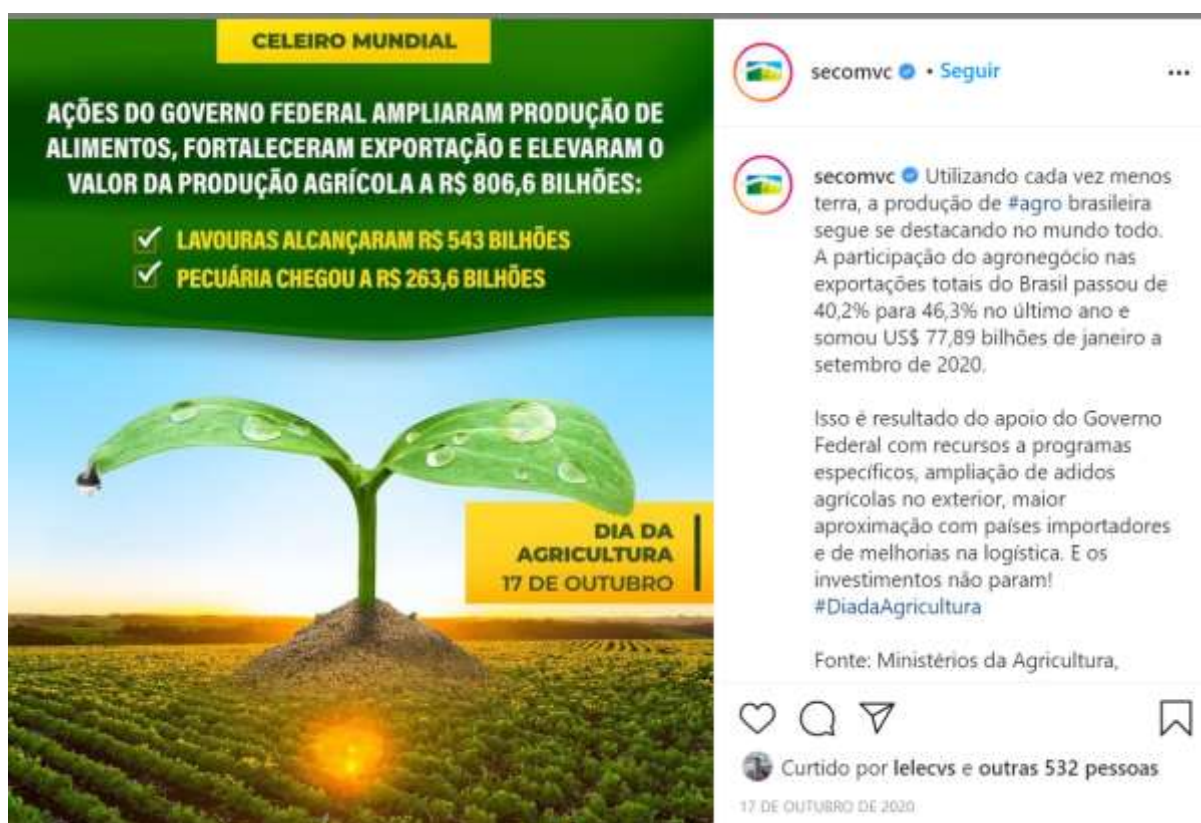 CELEIRO MUNDIAL
AÇÕES DO GOVERNO FEDERAL AMPLIARAM PRODUÇÃO DE
ALIMENTOS, FORTALECERAM EXPORTAÇÃO E ELEVARAM O
VALOR DA PRODUÇÃO AGRÍCOLA A R$ 806,6 BILHÕES:
LAVOURAS ALCANÇARAM R$ 543 BILHÕES
PECUÁRIA CHEGOU A R$ 263,6 BILHÕES
DIA DA
AGRICULTURA
17 DE OUTUBRO
secomvc • Seguir
secomvc Utilizando cada vez menos
terra, a produção de #agro brasileira
segue se destacando no mundo todo.
A participação do agronegócio nas
exportações totais do Brasil passou de
40,2% para 46,3% no último ano e
somou US$ 77,89 bilhões de janeiro a
setembro de 2020.
Isso é resultado do apoio do Governo
Federal com recursos a programas
específicos, ampliação de adidos
agrícolas no exterior, maior
aproximação com países importadores
e de melhorias na logística. E os
investimentos não param!
#DiadaAgricultura
Fonte: Ministérios da Agricultura,
Curtido por lelecvs e outras 532 pessoas
17 DE OUTUBRO DE 2020